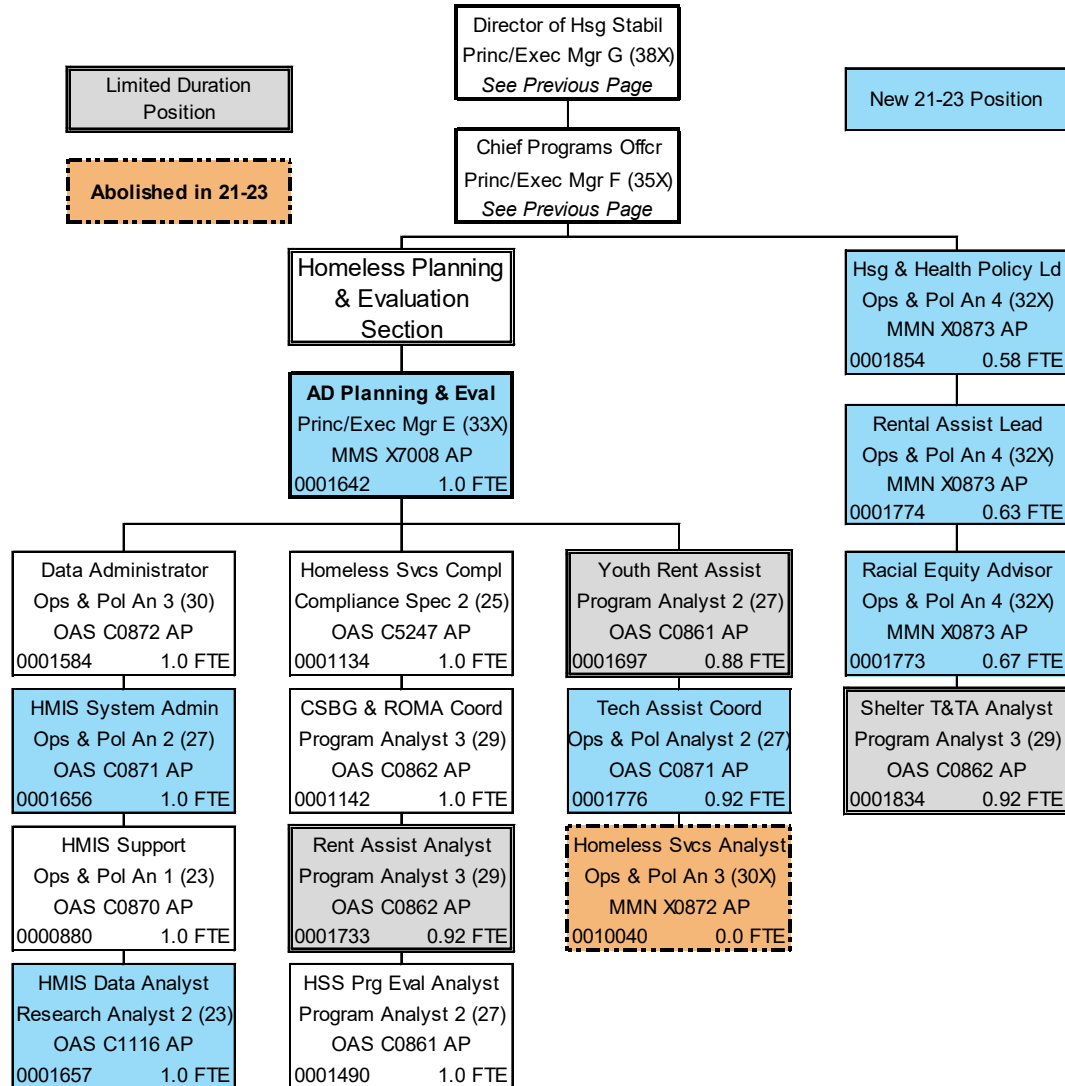 Director of Hsg Stabil
Princ/Exec Mgr G (38X)
See Previous Page
Limited Duration
Position
New 21-23 Position
Abolished in 21-23
Chief Programs Offcr
Princ/Exec Mgr F (35X)
See Previous Page
Homeless Planning
& Evaluation
Section
Hsg & Health Policy Ld
Ops & Pol An 4 (32X)
MMN X0873 AP
0001854 0.58 FTE
AD Planning & Eval
Princ/Exec Mgr E (33X)
MMS X7008 AP
0001642 1.0 FTE
Rental Assist Lead
Ops & Pol An 4 (32X)
MMN X0873 AP
0001774 0.63 FTE
Data Administrator
Ops & Pol An 3 (30)
OAS C0872 AP
0001584 1.0 FTE
Homeless Svcs Compl
Compliance Spec 2 (25)
OAS C5247 AP
0001134 1.0 FTE
Youth Rent Assist
Program Analyst 2 (27)
OAS C0861 AP
0001697 0.88 FTE
Racial Equity Advisor
Ops & Pol An 4 (32X)
MMN X0873 AP
0001773 0.67 FTE
HMIS System Admin
Ops & Pol An 2 (27)
OAS C0871 AP
0001656 1.0 FTE
CSBG & ROMA Coord
Program Analyst 3 (29)
OAS C0862 AP
0001142 1.0 FTE
Tech Assist Coord
Ops & Pol Analyst 2 (27)
OAS C0871 AP
0001776 0.92 FTE
Shelter T&TA Analyst
Program Analyst 3 (29)
OAS C0862 AP
0001834 0.92 FTE
HMIS Support
Ops & Pol An 1 (23)
OAS C0870 AP
0000880 1.0 FTE
Rent Assist Analyst
Program Analyst 3 (29)
OAS C0862 AP
0001733 0.92 FTE
Homeless Svcs Analyst
Ops & Pol An 3 (30X)
MMN X0872 AP
0010040 0.0 FTE
HMIS Data Analyst
Research Analyst 2 (23)
OAS C1116 AP
0001657 1.0 FTE
HSS Prg Eval Analyst
Program Analyst 2 (27)
OAS C0861 AP
0001490 1.0 FTE